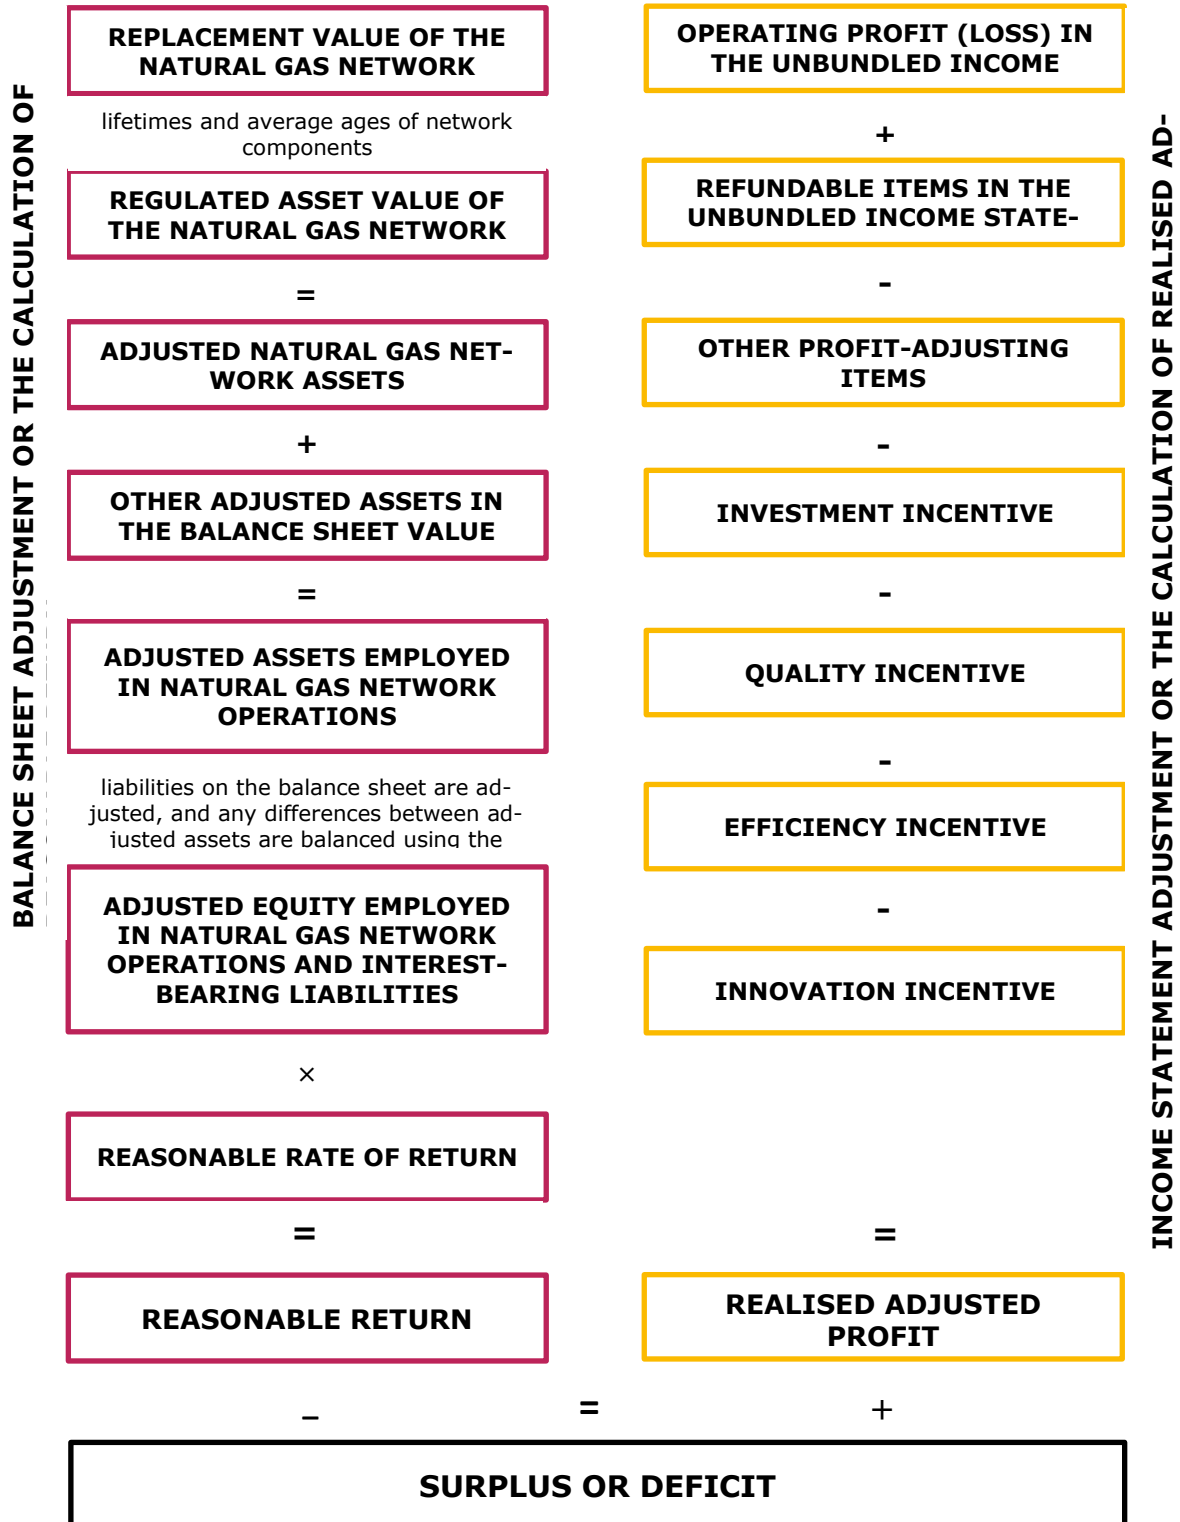 BALANCE SHEET ADJUSTMENT OR THE CALCULATION OF
REPLACEMENT VALUE OF THE
NATURAL GAS NETWORK
lifetimes and average ages of network
components
REGULATED ASSET VALUE OF
THE NATURAL GAS NETWORK
=
ADJUSTED NATURAL GAS NET-
WORK ASSETS
+
OTHER ADJUSTED ASSETS IN
THE BALANCE SHEET VALUE
=
ADJUSTED ASSETS EMPLOYED
IN NATURAL GAS NETWORK
OPERATIONS
liabilities on the balance sheet are ad-
justed, and any differences between ad-
justed assets are balanced using the
ADJUSTED EQUITY EMPLOYED
IN NATURAL GAS NETWORK
OPERATIONS AND INTEREST-
BEARING LIABILITIES
×
REASONABLE RATE OF RETURN
=
REASONABLE RETURN
OPERATING PROFIT (LOSS) IN
THE UNBUNDLED INCOME
+
REFUNDABLE ITEMS IN THE
UNBUNDLED INCOME STATE-
-
OTHER PROFIT-ADJUSTING
ITEMS
-
INVESTMENT INCENTIVE
-
QUALITY INCENTIVE
-
EFFICIENCY INCENTIVE
-
INNOVATION INCENTIVE
=
REALISED ADJUSTED
PROFIT
INCOME STATEMENT ADJUSTMENT OR THE CALCULATION OF REALISED AD-
– = +
SURPLUS OR DEFICIT